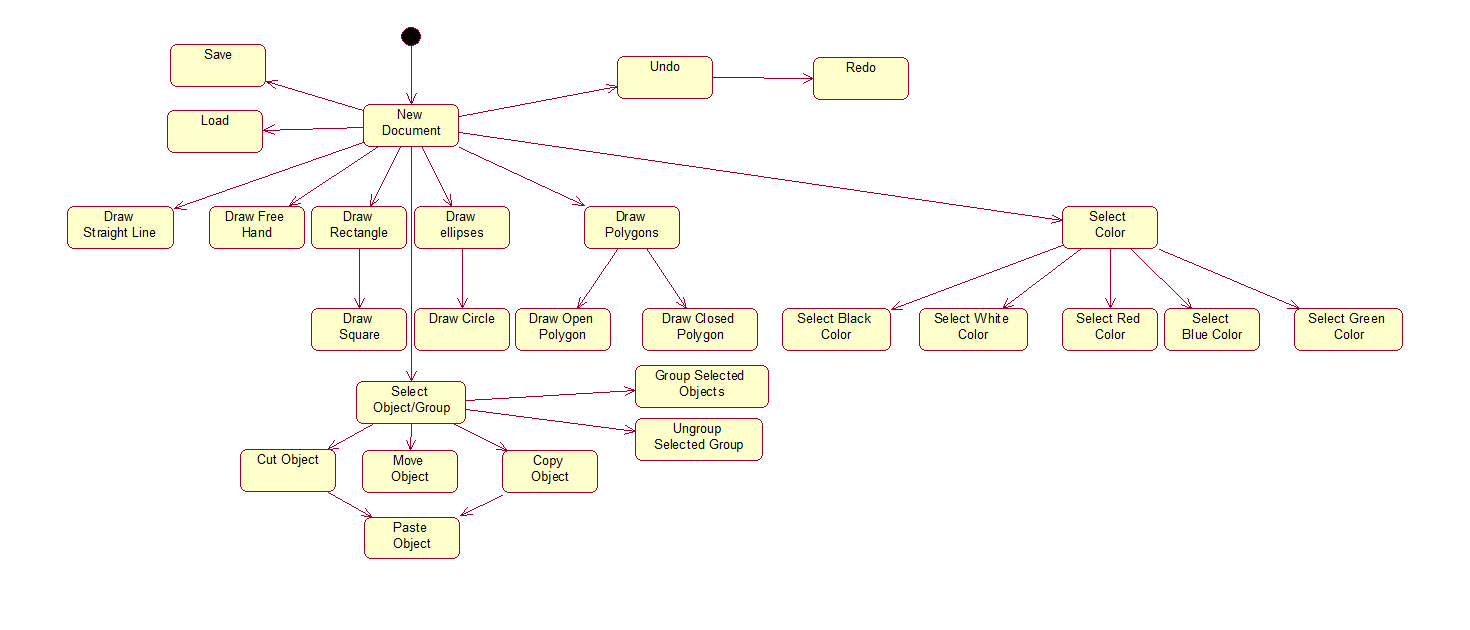 Save
Undo
Redo
Load
New
Document
Draw
Straight Line
Draw Free
Hand
Draw
Rectangle
Draw
ellipses
Draw
Polygons
Select
Color
Draw
Square
Draw Circle
Draw Open
Polygon
Draw Closed
Polygon
Select Black
Color
Select White
Color
Select Red
Color
Select
Blue Color
Select Green
Color
Select
Object/Group
Group Selected
Objects
Ungroup
Selected Group
Cut Object
Move
Object
Copy
Object
Paste
Object